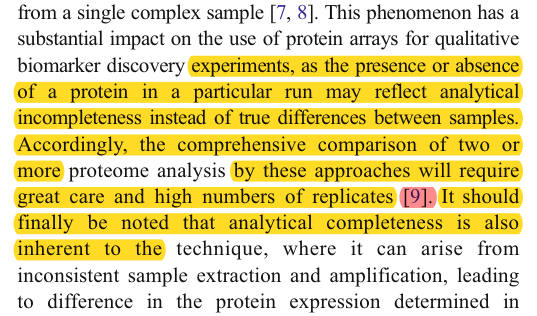 from a single complex sample [7, 8]. This phenomenon has a
substantial impact on the use of protein arrays for qualitative
biomarker discovery experiments, as the presence or absence
of a protein in a particular run may reflect analytical
incompleteness instead of true differences between samples.
Accordingly, the comprehensive comparison of two or
more proteome analysis by these approaches will require
great care and high numbers of replicates [9]. It should
finally be noted that analytical completeness is also
inherent to the technique, where it can arise from
inconsistent sample extraction and amplification, leading
to difference in the protein expression determined in